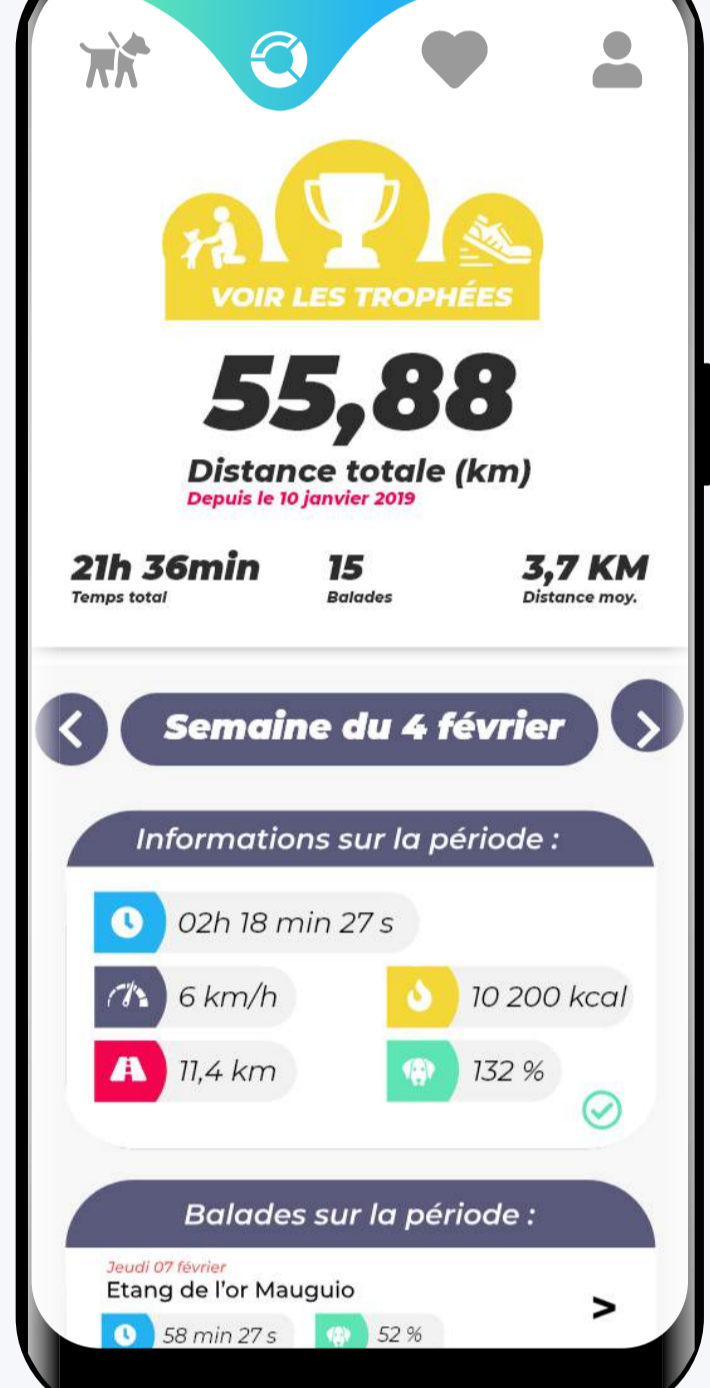 VOIR LES TROPHÉES
55,88
Distance totale (km)
Depuis le 10 janvier 2019
21h 36min
Temps total
15
Balades
3,7 KM
Distance moy.
Semaine du 4 février
Informations sur la période :
02h 18 min 27 s
6 km/h
10 200 kcal
11,4 km
132 %
Balades sur la période :
Jeudi 07 février
Etang de l'or Mauguio
>
58 min 27 s
52 %